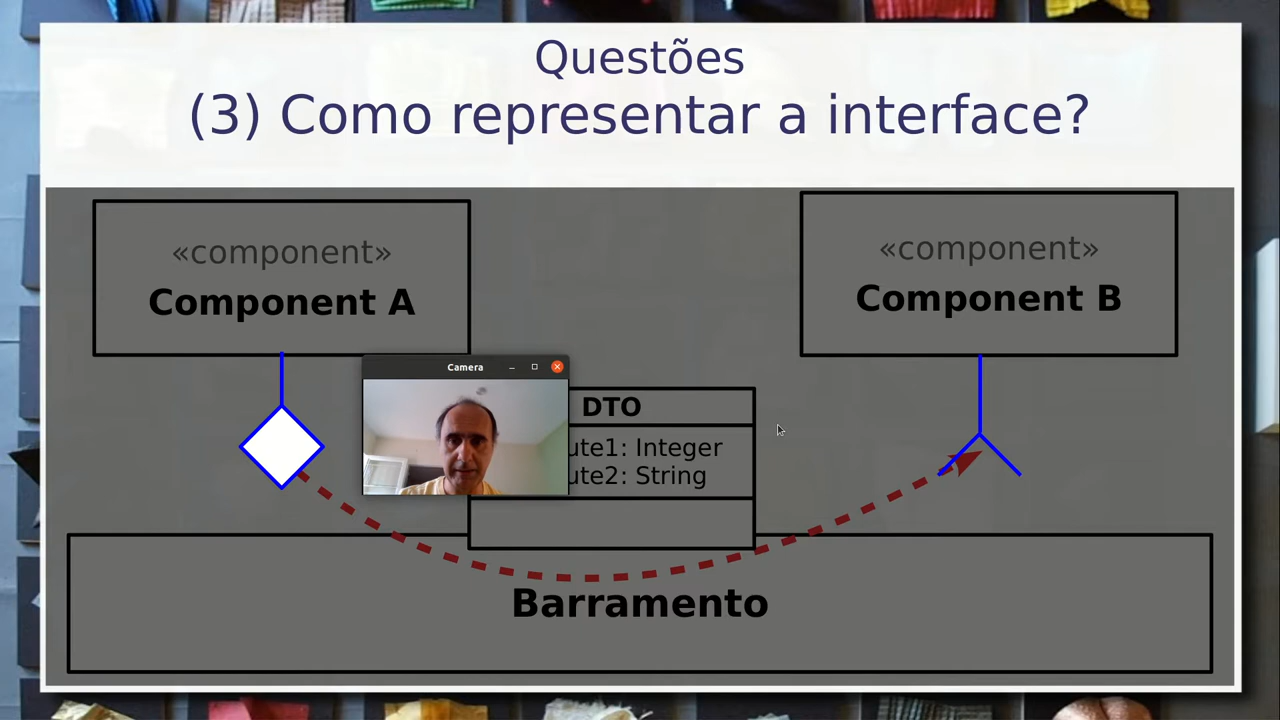 Questões
(3) Como representar a interface?
«component»
Component A
«component»
Component B
Camera
DTO
ute1: Integer
ute2: String
Barramento